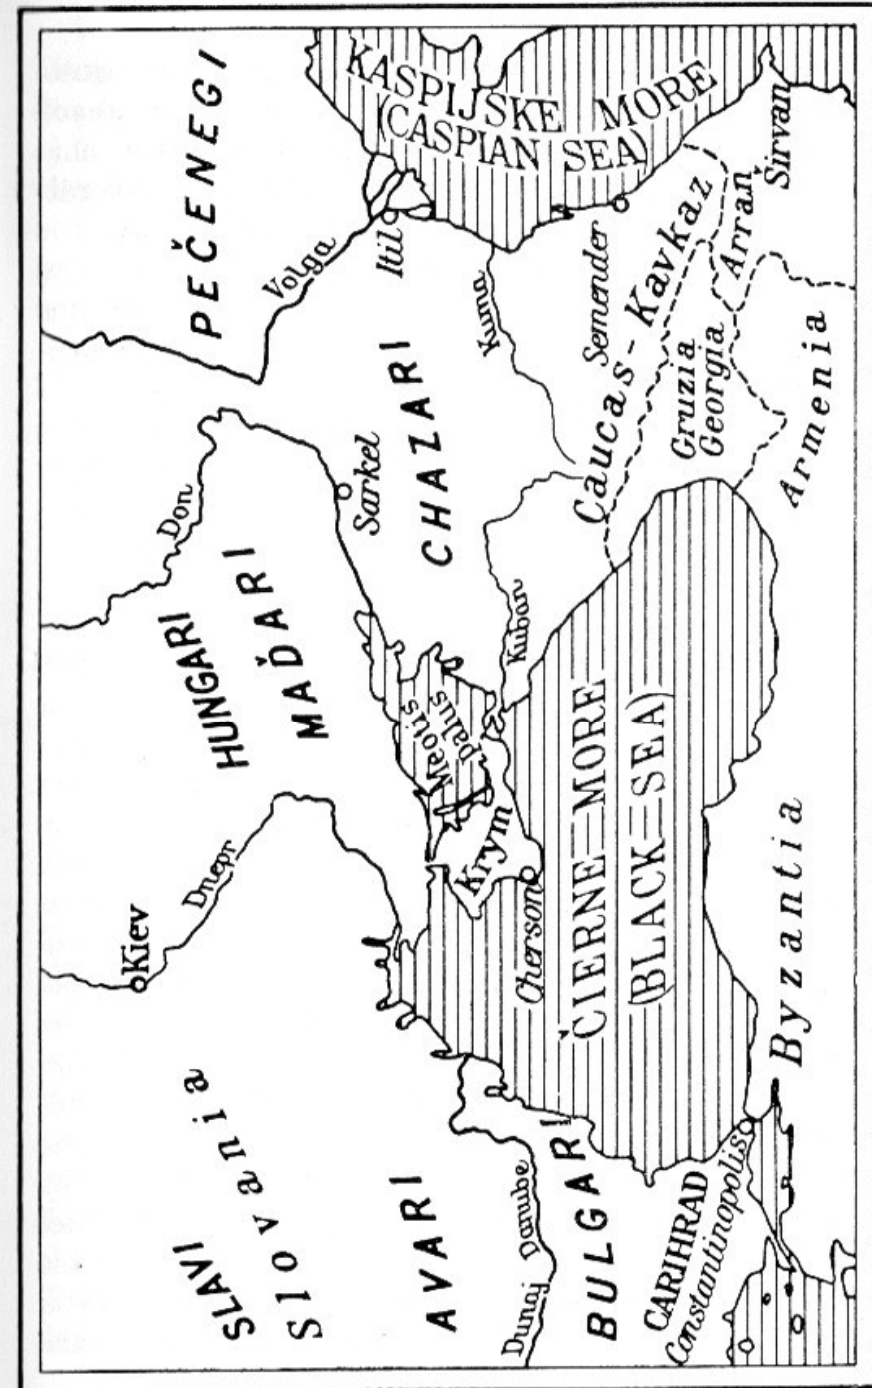 PEČENEGI
KASPIJSKE MORE
(CASPIAN SEA)
Volga
Itil
Kuma
Semender
Sirvan
Arran
Caucas - Kavkaz
Gruzia
Georgia
Armenia
CHAZARI
Sarkel
Don
HUNGARI
MAĎARI
Kuban
Meotis
Palus
Krym
Cherson
ČIERNE MORE
(BLACK SEA)
Byzantia
Dnepr
Kiev
SLAVI
Slovania
AVARI
Dunaj Danube
BULGARI
CARIHRAD
Constantinopolis